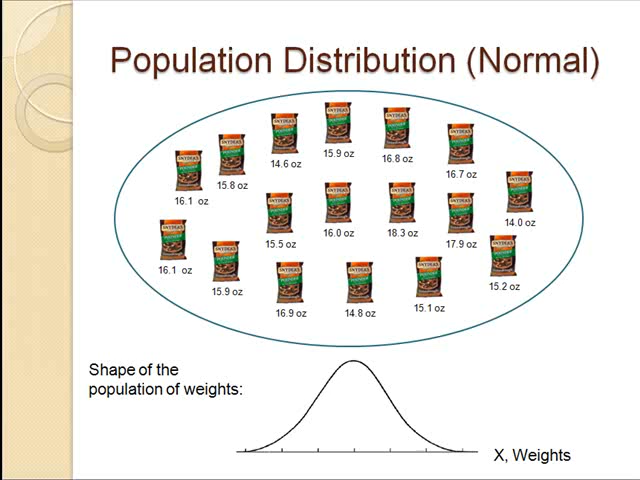 Population Distribution (Normal)
16.1 oz
15.8 oz
14.6 oz
15.9 oz
16.8 oz
16.7 oz
14.0 oz
15.5 oz
16.0 oz
18.3 oz
17.9 oz
16.1 oz
15.9 oz
16.9 oz
14.8 oz
15.1 oz
15.2 oz
Shape of the
population of weights:
X, Weights